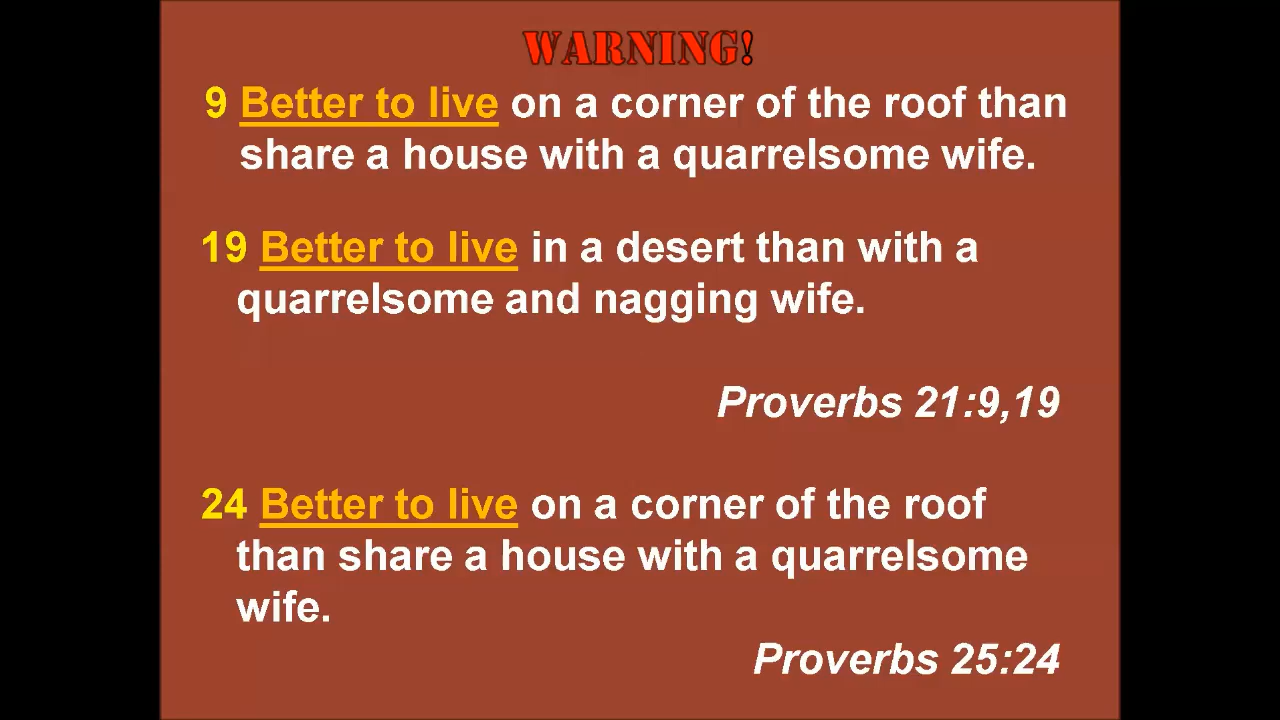 WARNING!
9 Better to live on a corner of the roof than
share a house with a quarrelsome wife.
19 Better to live in a desert than with a
quarrelsome and nagging wife.
Proverbs 21:9,19
24 Better to live on a corner of the roof
than share a house with a quarrelsome
wife.
Proverbs 25:24